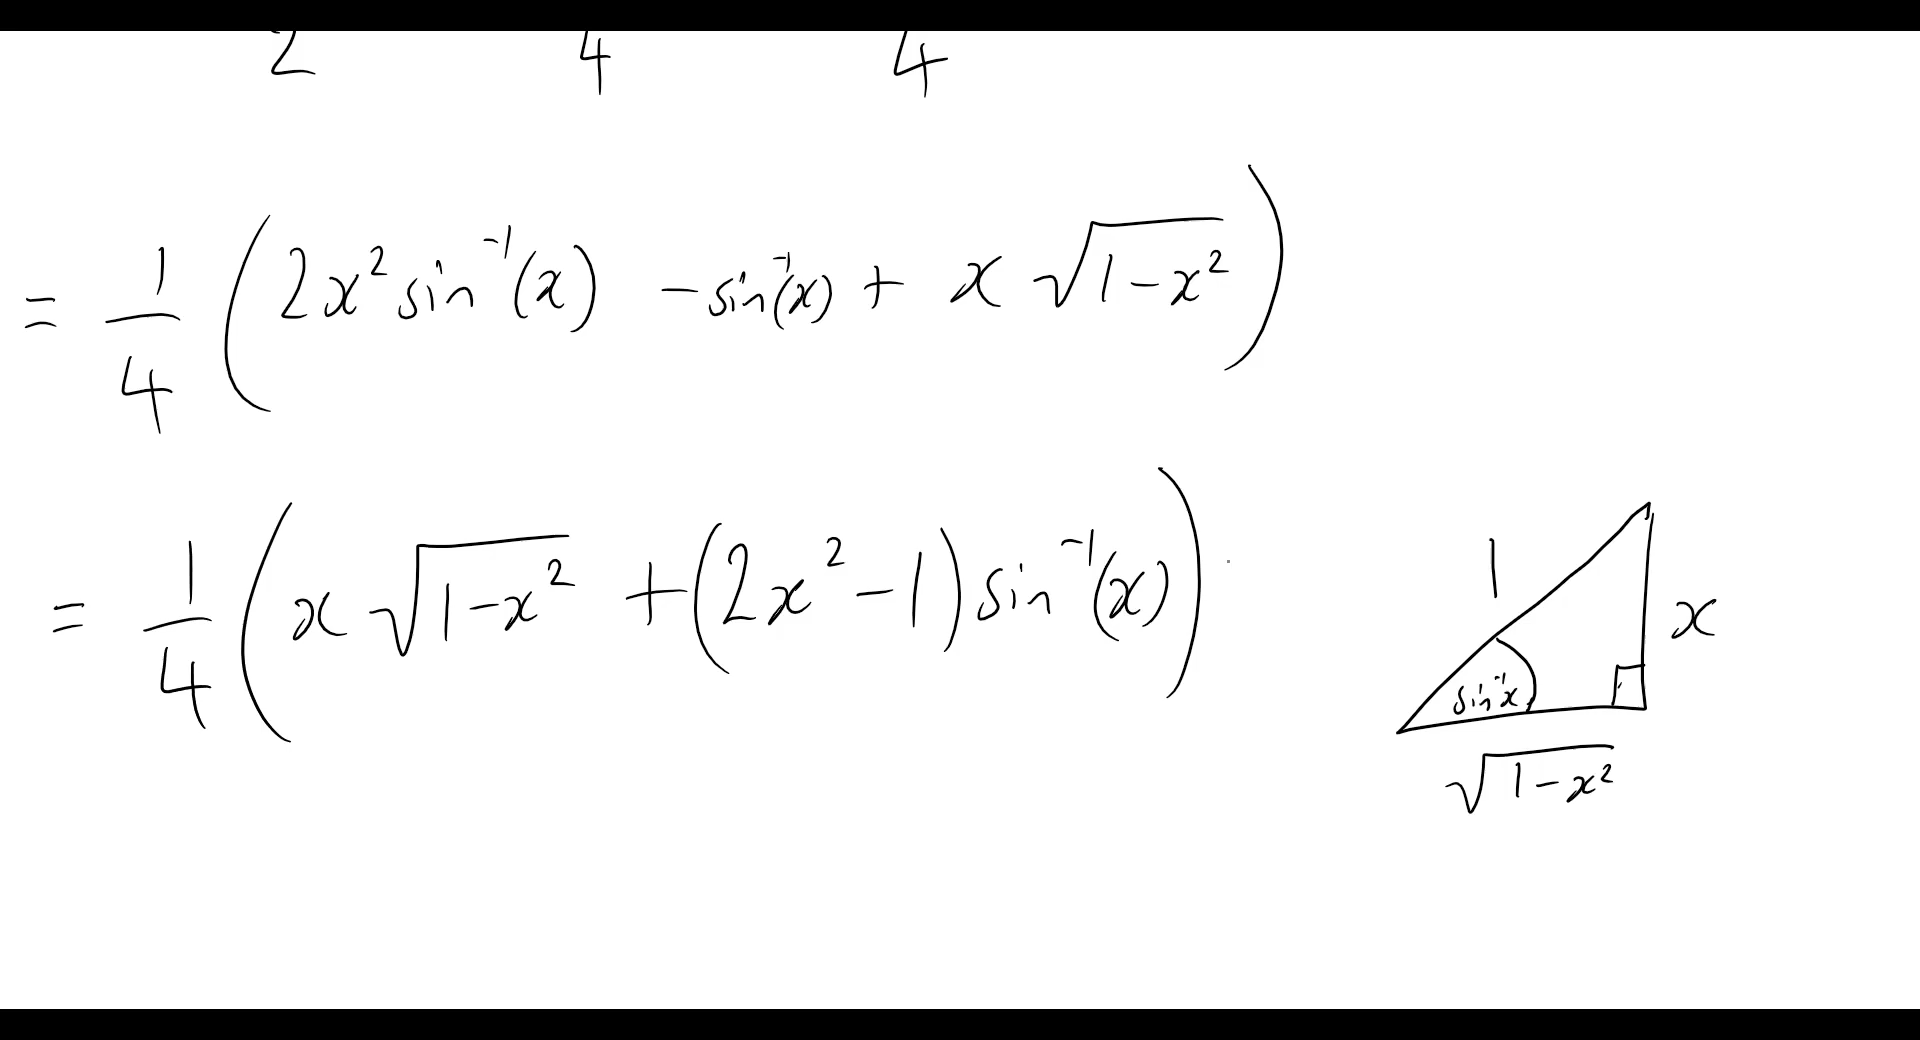 2 4 4
= 1/4 (2x² sin⁻¹(x) - sin⁻¹(x) + x √(1-x²))
= 1/4 (x √(1-x²) + (2x²-1) sin⁻¹(x))
1
x
sin⁻¹x
√(1-x²)